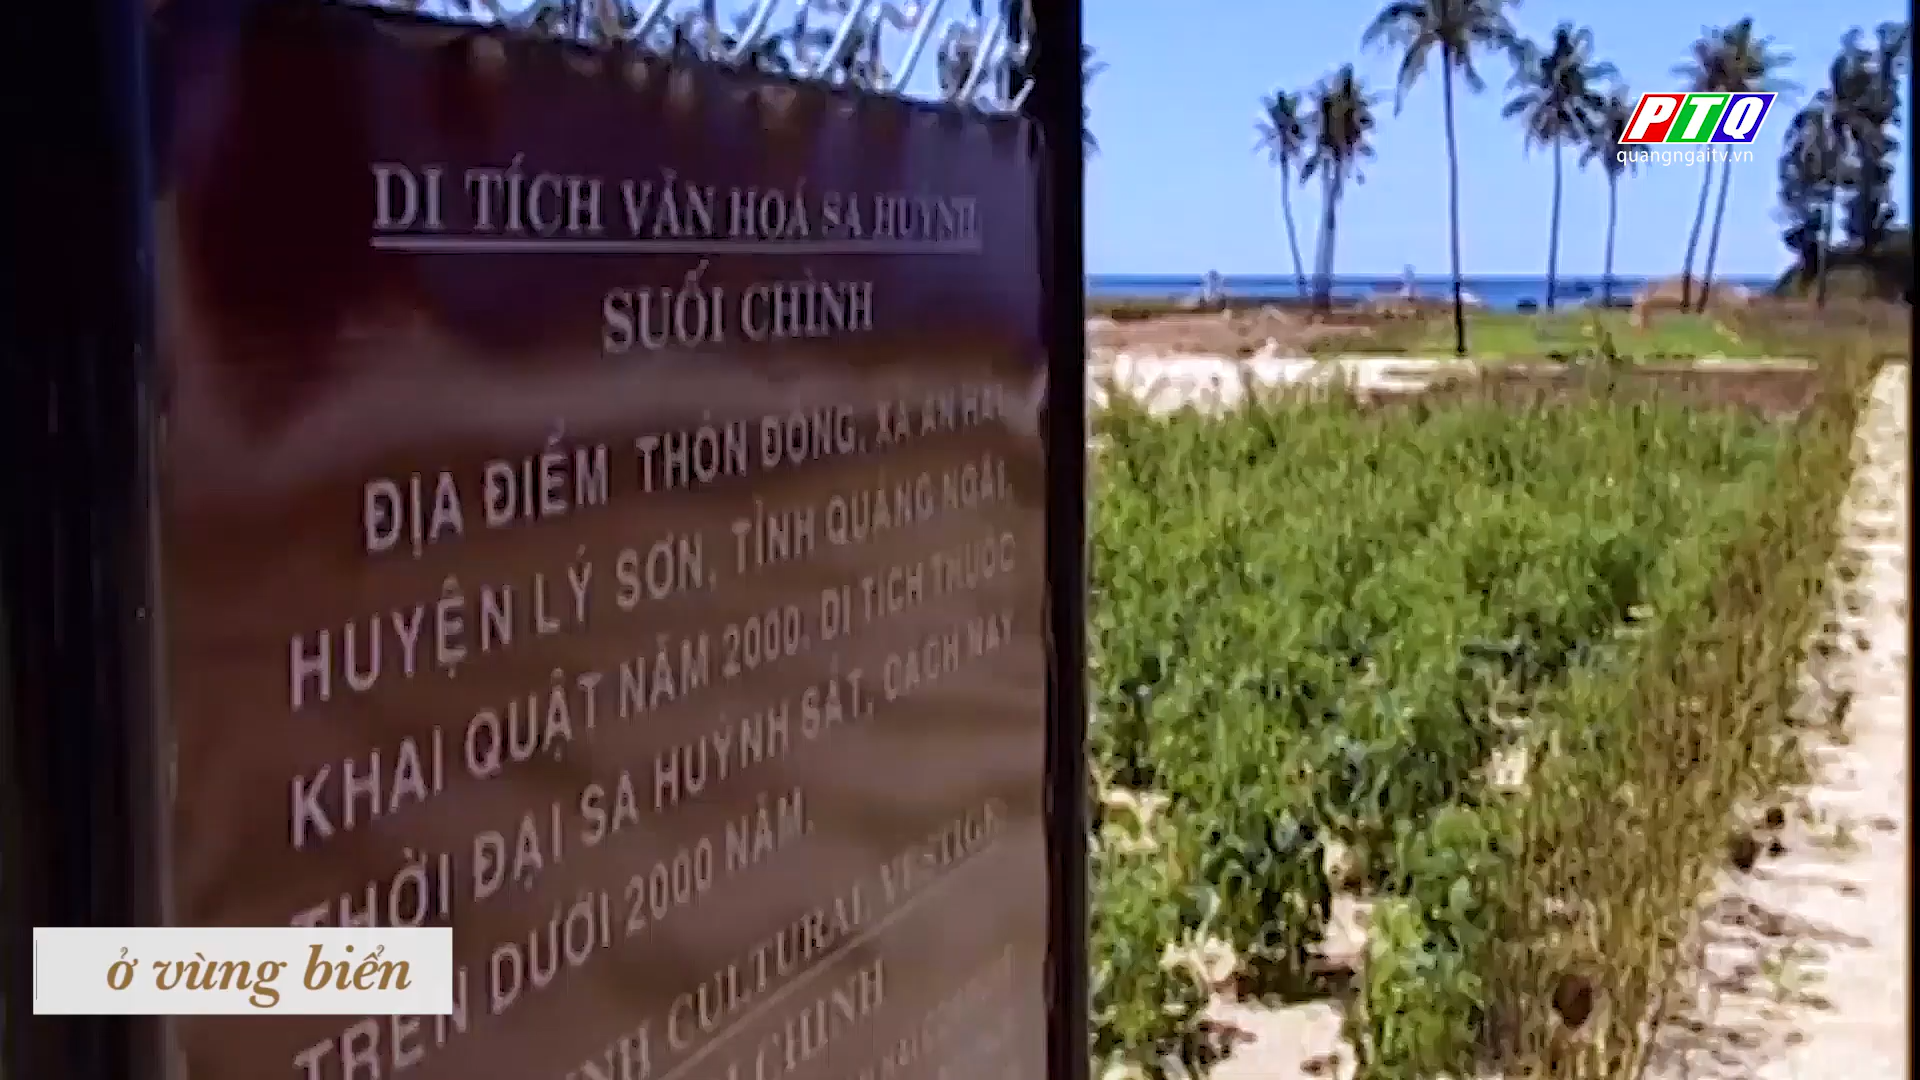 PTQ
quangngaitv.vn
DI TÍCH VĂN HOÁ SA HUỲNH
SUỐI CHÌNH
ĐỊA ĐIỂM THÔN ĐÔNG, XÃ AN HẢI,
HUYỆN LÝ SƠN, TỈNH QUẢNG NGÃI.
KHAI QUẬT NĂM 2000. DI TÍCH THUỘC
THỜI ĐẠI SA HUỲNH SẮT, CÁCH NAY
TRÊN DƯỚI 2000 NĂM.
CULTURAL VESTIGE
CHINH
ở vùng biển